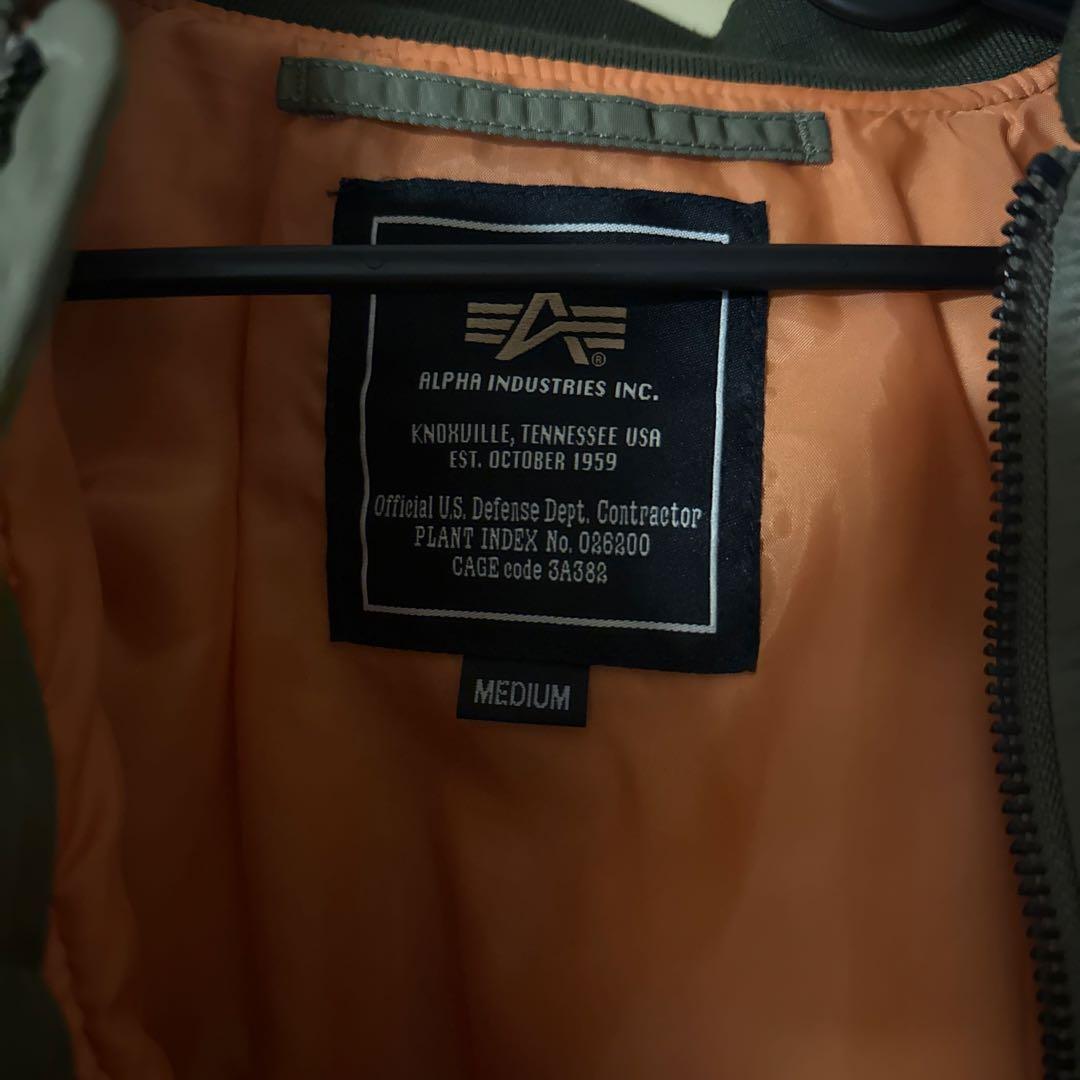 ®
ALPHA INDUSTRIES INC.
KNOXVILLE, TENNESSEE USA
EST. OCTOBER 1959
Official U.S. Defense Dept. Contractor
PLANT INDEX No. 026200
CAGE code 3A382
MEDIUM